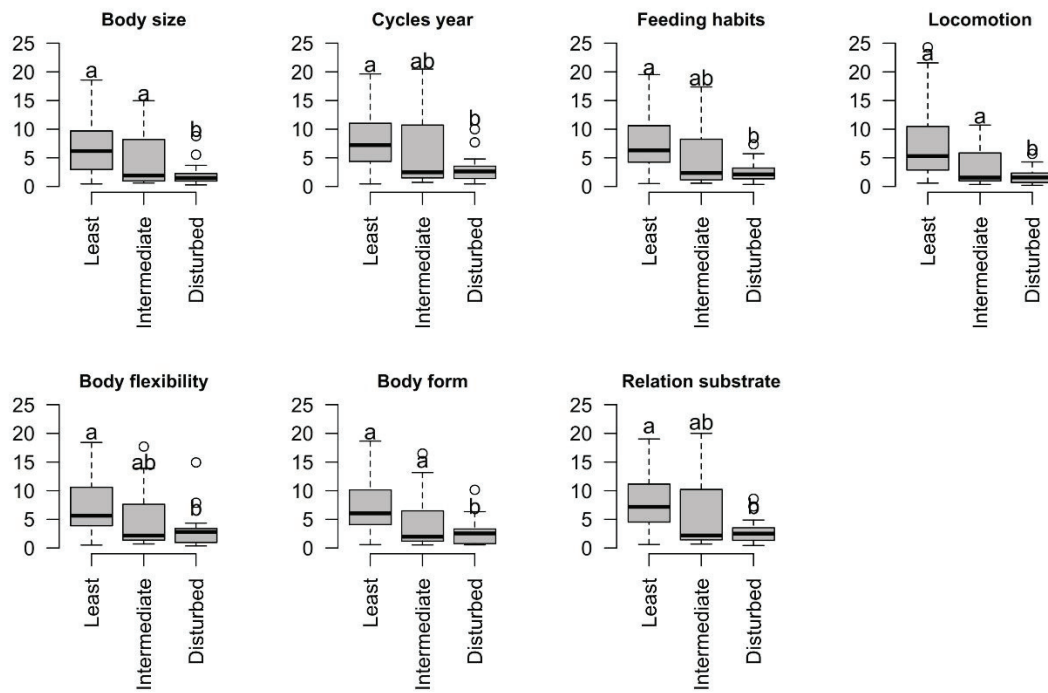 Body size
25
20
15
10
5
0
a
a
b
Least
Intermediate
Disturbed
Cycles year
25
20
15
10
5
0
a
ab
b
Least
Intermediate
Disturbed
Feeding habits
25
20
15
10
5
0
a
ab
b
Least
Intermediate
Disturbed
Locomotion
25
20
15
10
5
0
a
a
b
Least
Intermediate
Disturbed
Body flexibility
25
20
15
10
5
0
a
ab
b
Least
Intermediate
Disturbed
Body form
25
20
15
10
5
0
a
a
b
Least
Intermediate
Disturbed
Relation substrate
25
20
15
10
5
0
a
ab
b
Least
Intermediate
Disturbed